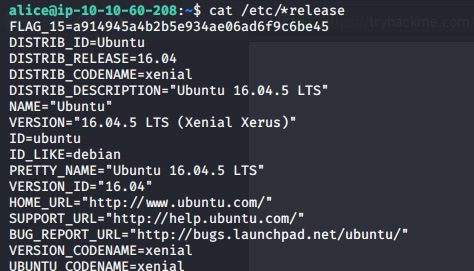 alice@ip-10-10-60-208:~$ cat /etc/*release
FLAG_15=a914945a4b2b5e934ae06ad6f9c6be45
DISTRIB_ID=Ubuntu
DISTRIB_RELEASE=16.04
DISTRIB_CODENAME=xenial
DISTRIB_DESCRIPTION="Ubuntu 16.04.5 LTS"
NAME="Ubuntu"
VERSION="16.04.5 LTS (Xenial Xerus)"
ID=ubuntu
ID_LIKE=debian
PRETTY_NAME="Ubuntu 16.04.5 LTS"
VERSION_ID="16.04"
HOME_URL="http://www.ubuntu.com/"
SUPPORT_URL="http://help.ubuntu.com/"
BUG_REPORT_URL="http://bugs.launchpad.net/ubuntu/"
VERSION_CODENAME=xenial
UBUNTU_CODENAME=xenial